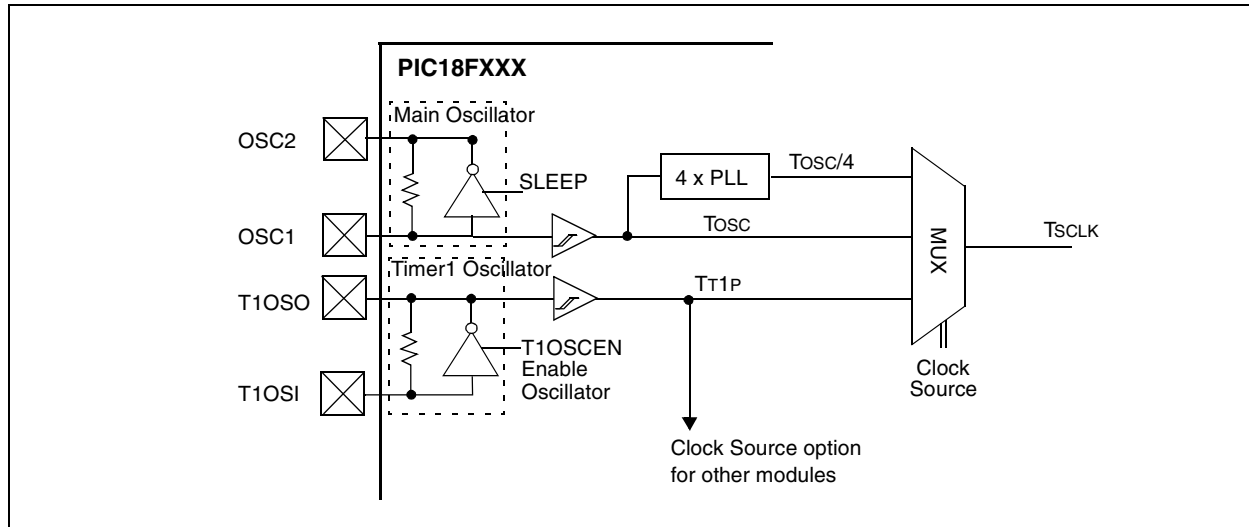 PIC18FXXX
Main Oscillator
OSC2
SLEEP
4 x PLL
TOSC/4
OSC1
TOSC
MUX
TSCLK
Timer1 Oscillator
T1OSO
TT1P
T1OSCEN
Enable
Oscillator
T1OSI
Clock
Source
Clock Source option
for other modules